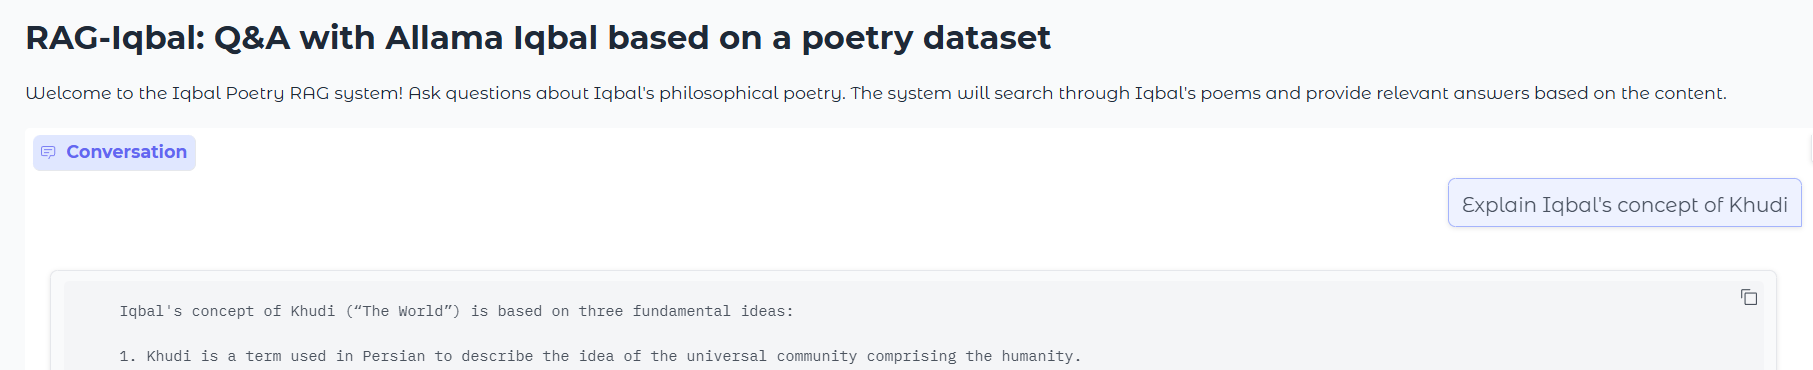 RAG-Iqbal: Q&A with Allama Iqbal based on a poetry dataset
Welcome to the Iqbal Poetry RAG system! Ask questions about Iqbal's philosophical poetry. The system will search through Iqbal's poems and provide relevant answers based on the content.
Conversation
Explain Iqbal's concept of Khudi
Iqbal's concept of Khudi (“The World”) is based on three fundamental ideas:
1. Khudi is a term used in Persian to describe the idea of the universal community comprising the humanity.